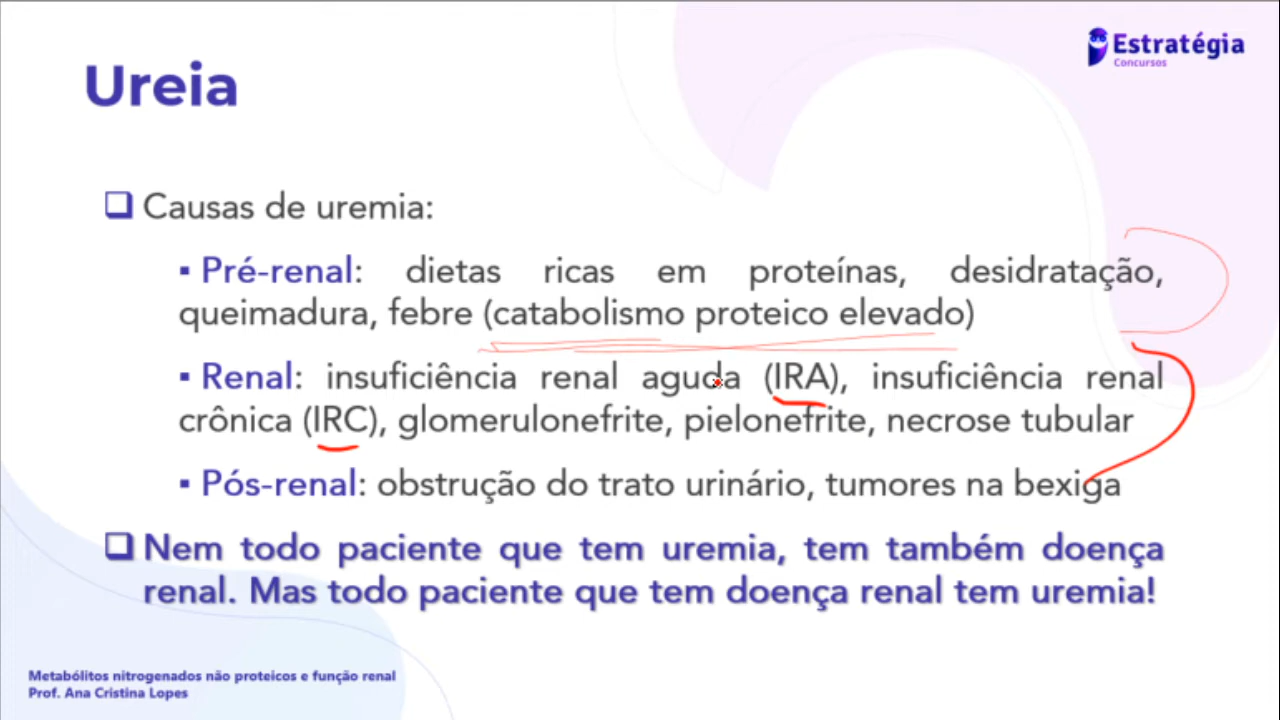 Estratégia
Concursos
Ureia
❑ Causas de uremia:
▪ Pré-renal: dietas ricas em proteínas, desidratação,
queimadura, febre (catabolismo proteico elevado)
▪ Renal: insuficiência renal aguda (IRA), insuficiência renal
crônica (IRC), glomerulonefrite, pielonefrite, necrose tubular
▪ Pós-renal: obstrução do trato urinário, tumores na bexiga
❑ Nem todo paciente que tem uremia, tem também doença
renal. Mas todo paciente que tem doença renal tem uremia!
Metabólitos nitrogenados não proteicos e função renal
Prof. Ana Cristina Lopes